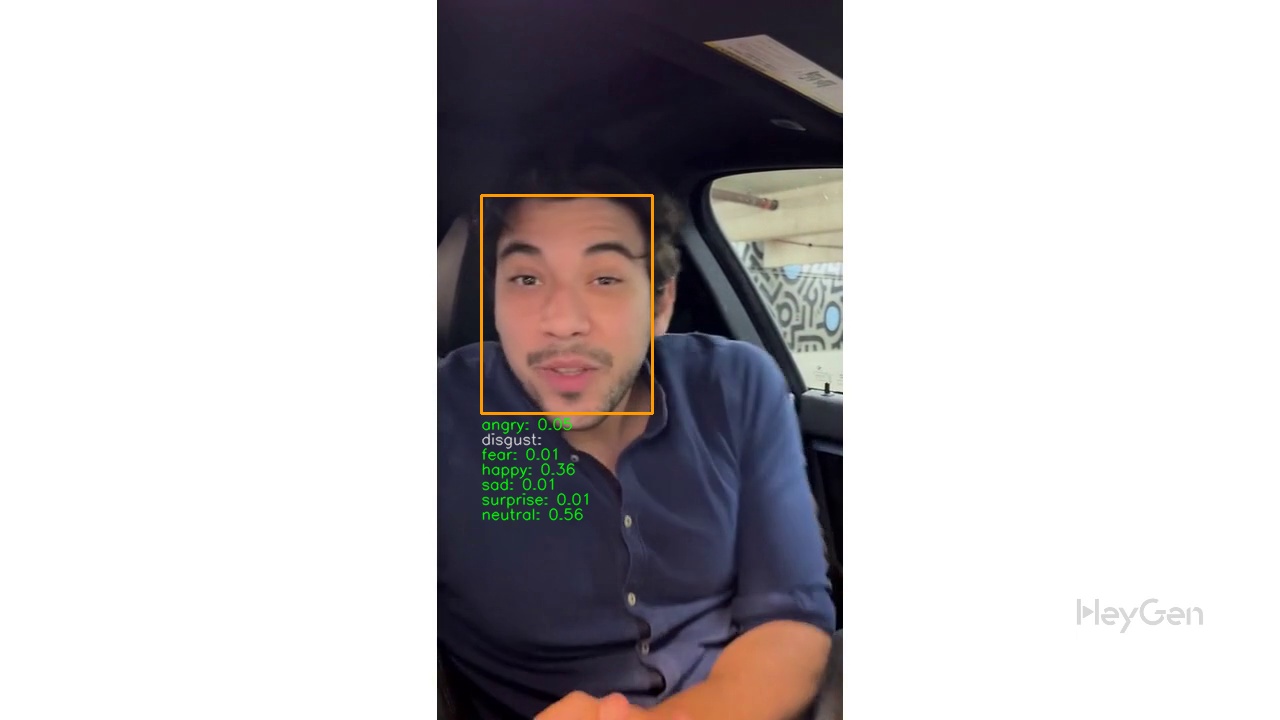 angry: 0.05
disgust:
fear: 0.01
happy: 0.36
sad: 0.01
surprise: 0.01
neutral: 0.56
HeyGen